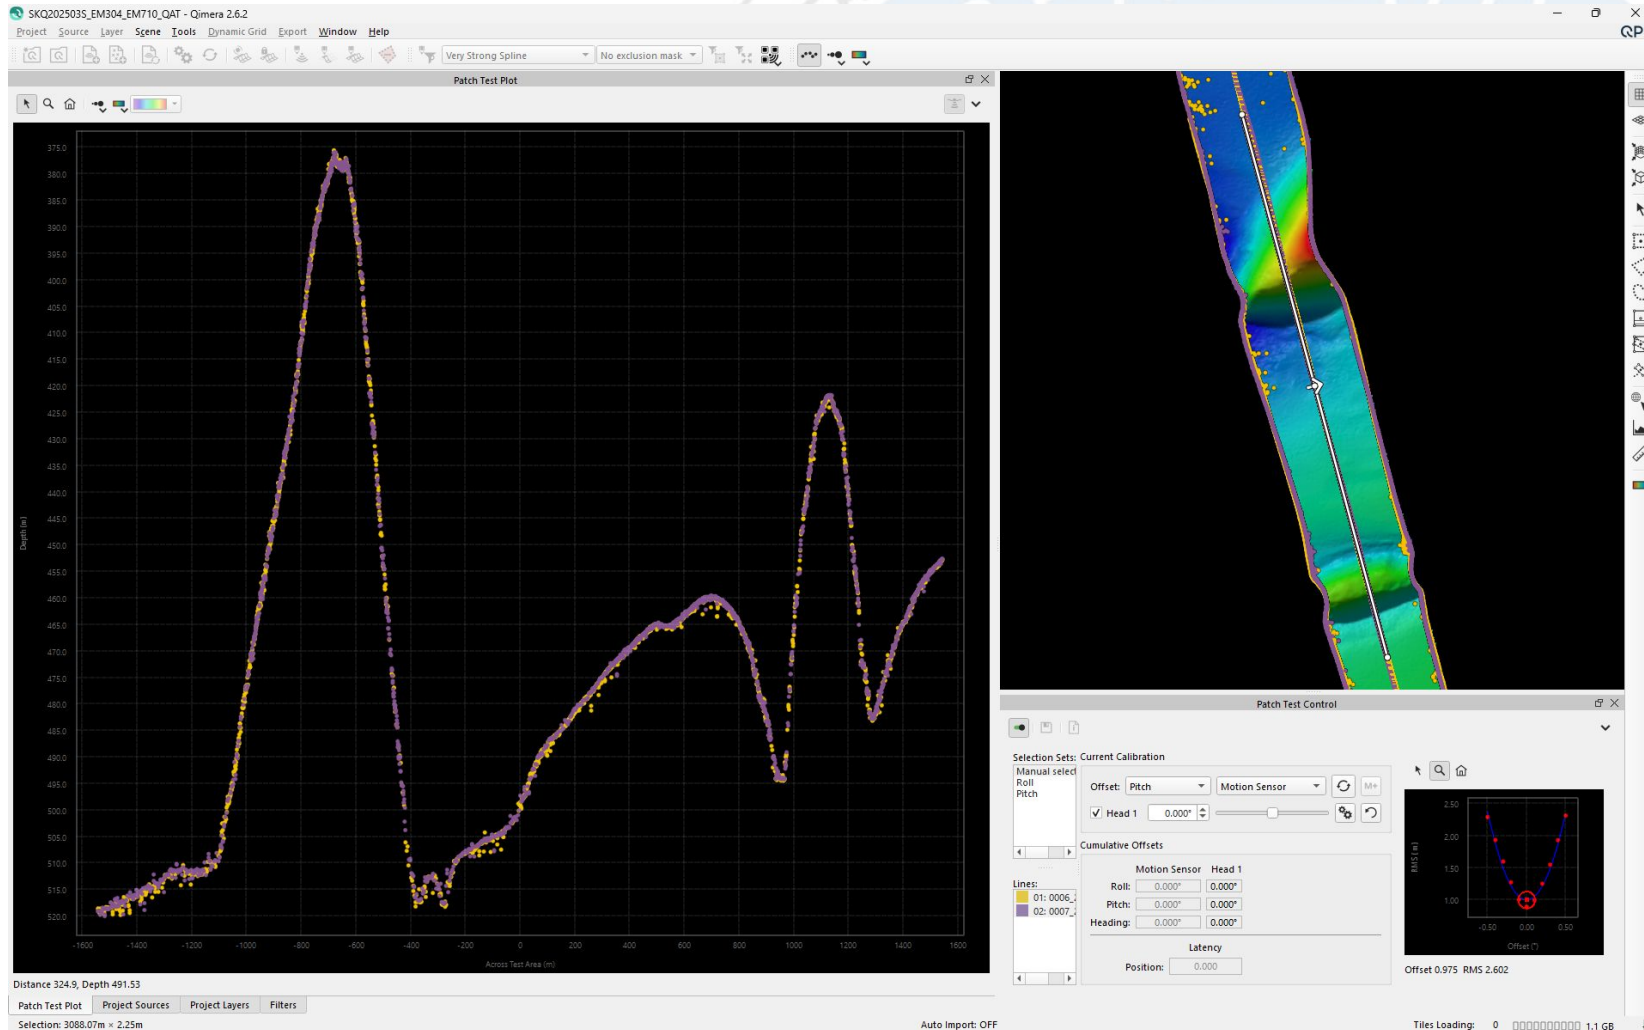 SKQ202503S_EM304_EM710_QAT - Qimera 2.6.2
Project Source Layer Scene Tools Dynamic Grid Export Window Help
QP
Very Strong Spline
No exclusion mask
Patch Test Plot
375.0
380.0
385.0
390.0
395.0
400.0
405.0
410.0
415.0
420.0
425.0
430.0
435.0
440.0
445.0
450.0
455.0
460.0
465.0
470.0
475.0
480.0
485.0
490.0
495.0
500.0
505.0
510.0
515.0
520.0
Depth (m)
-1600 -1400 -1200 -1000 -800 -600 -400 -200 0 200 400 600 800 1000 1200 1400 1600
Across Test Area (m)
Distance 324.9, Depth 491.53
Patch Test Plot Project Sources Project Layers Filters
Selection: 3088.07m × 2.25m
Auto Import: OFF
Patch Test Control
Selection Sets:
Manual select
Roll
Pitch
Current Calibration
Offset: Pitch Motion Sensor M+
Head 1 0.000°
Cumulative Offsets
Motion Sensor Head 1
Roll: 0.000° 0.000°
Pitch: 0.000° 0.000°
Heading: 0.000° 0.000°
Latency
Position: 0.000
Lines:
01: 0006_
02: 0007_
2.50
2.00
1.50
1.00
RMS (m)
-0.50 0.00 0.50
Offset (°)
Offset 0.975 RMS 2.602
Tiles Loading: 0 1.1 GB